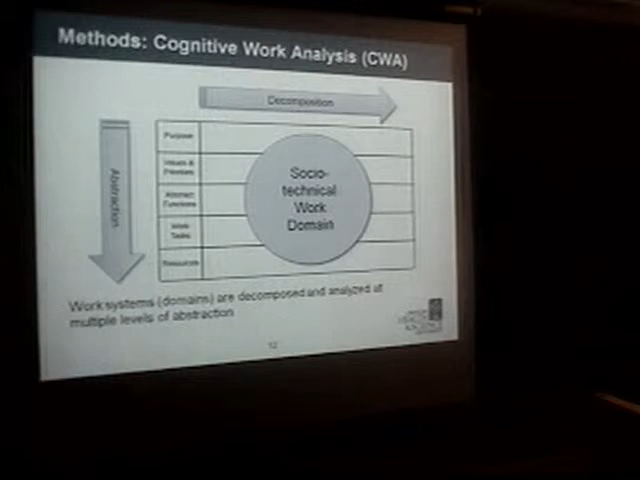 Methods: Cognitive Work Analysis (CWA)
Decomposition
Abstraction
Purpose
Values &
Priorities
Abstract
Functions
Work
Tasks
Resources
Socio-
technical
Work
Domain
Work systems (domains) are decomposed and analyzed at
multiple levels of abstraction
12